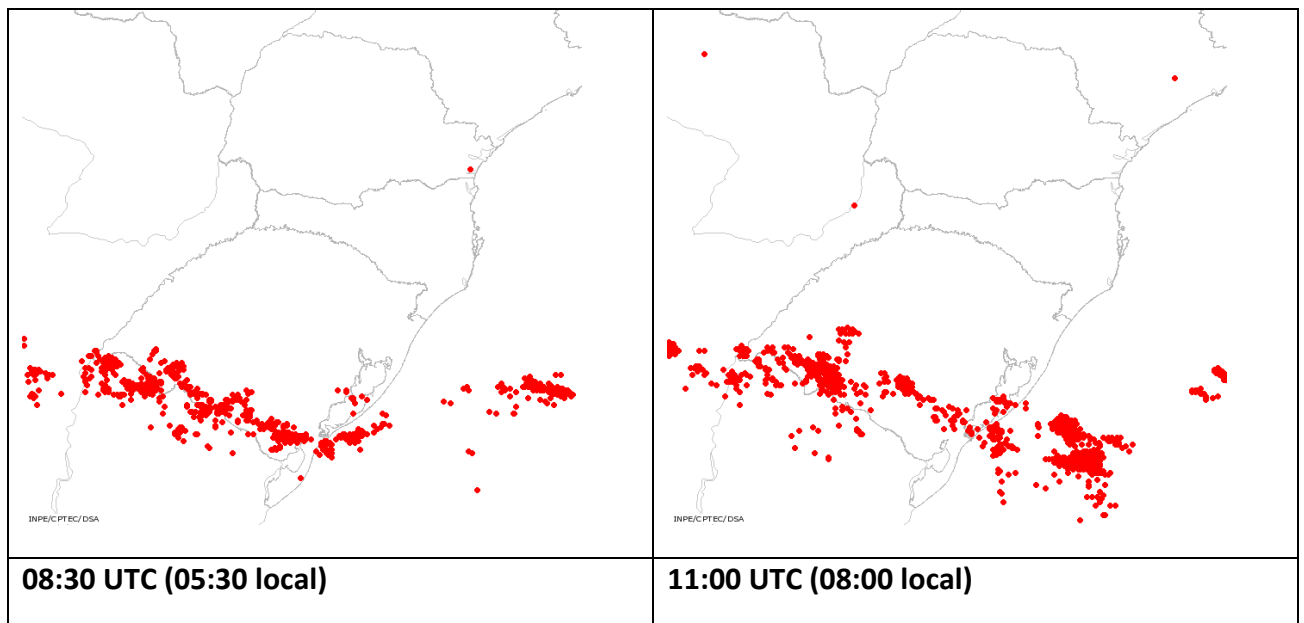 INPE/CPTEC/DSA
INPE/CPTEC/DSA
08:30 UTC (05:30 local)
11:00 UTC (08:00 local)